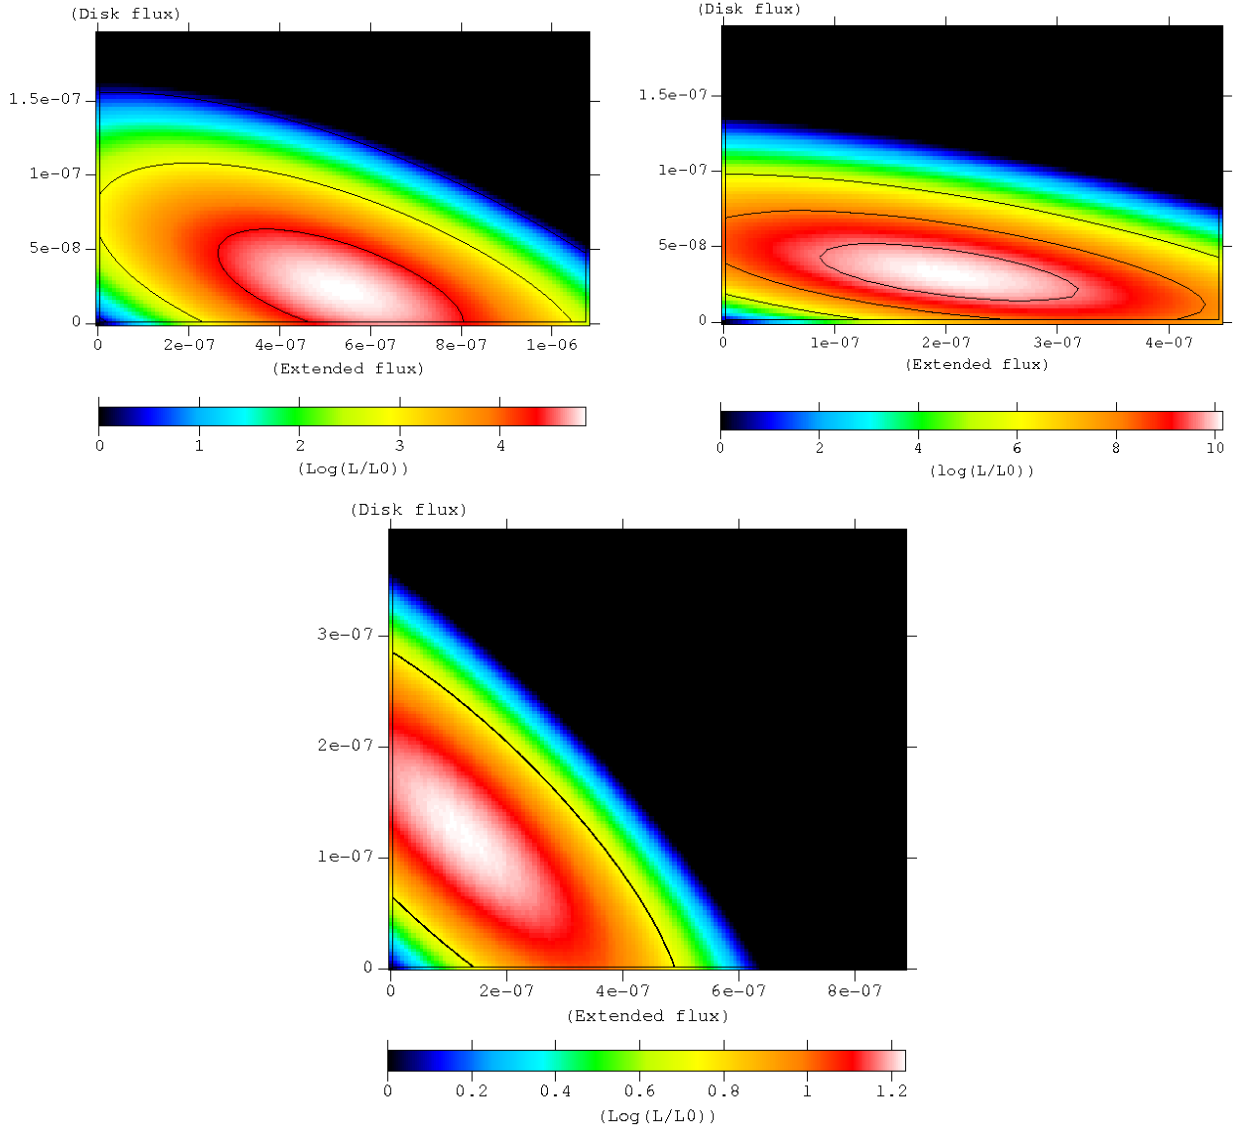 (Disk flux)
1.5e-07
1e-07
5e-08
0
0 2e-07 4e-07 6e-07 8e-07 1e-06
(Extended flux)
0 1 2 3 4
(Log(L/L0))
(Disk flux)
1.5e-07
1e-07
5e-08
0
0 1e-07 2e-07 3e-07 4e-07
(Extended flux)
0 2 4 6 8 10
(log(L/L0))
(Disk flux)
3e-07
2e-07
1e-07
0
0 2e-07 4e-07 6e-07 8e-07
(Extended flux)
0 0.2 0.4 0.6 0.8 1 1.2
(Log(L/L0))